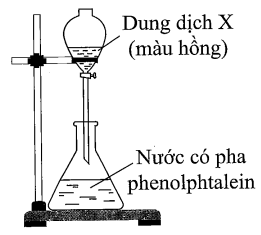 Dung dịch X
(màu hồng)
Nước có pha
phenolphtalein